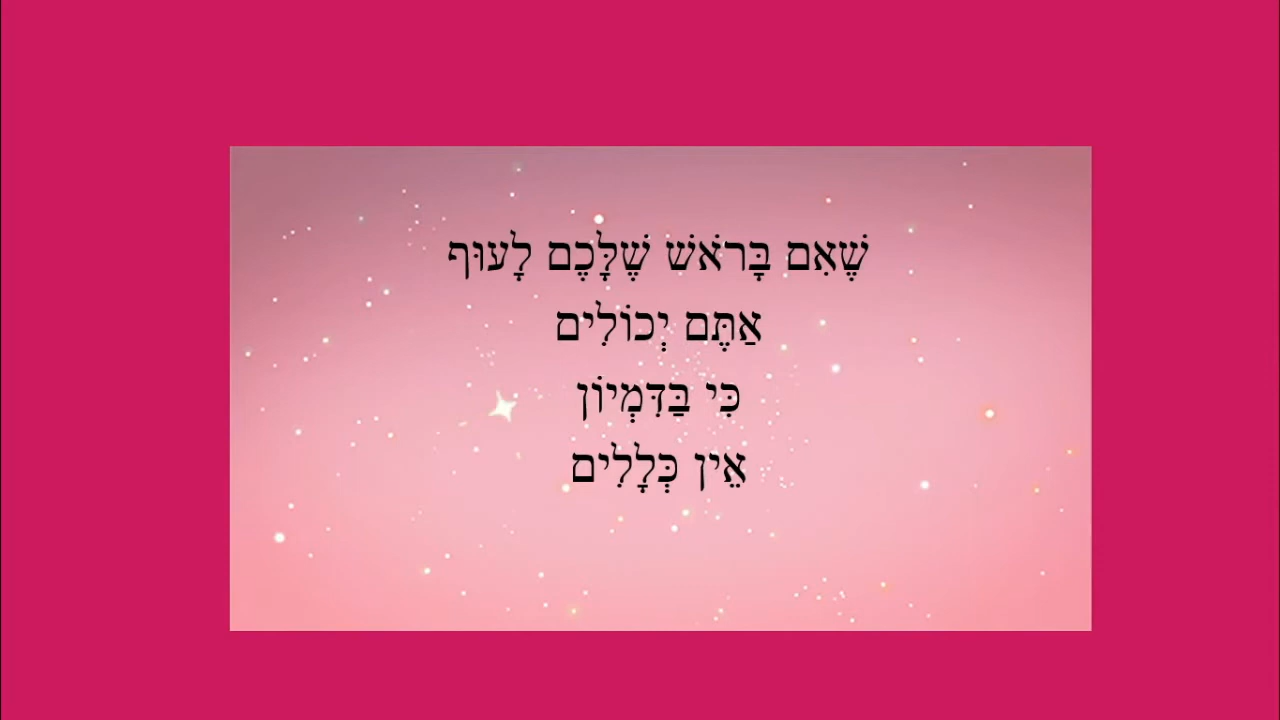 שֶׁאִם בָּרֹאשׁ שֶׁלָּכֶם לָעוּף
אַתֶּם יְכוֹלִים
כִּי בַּדִּמְיוֹן
אֵין כְּלָלִים